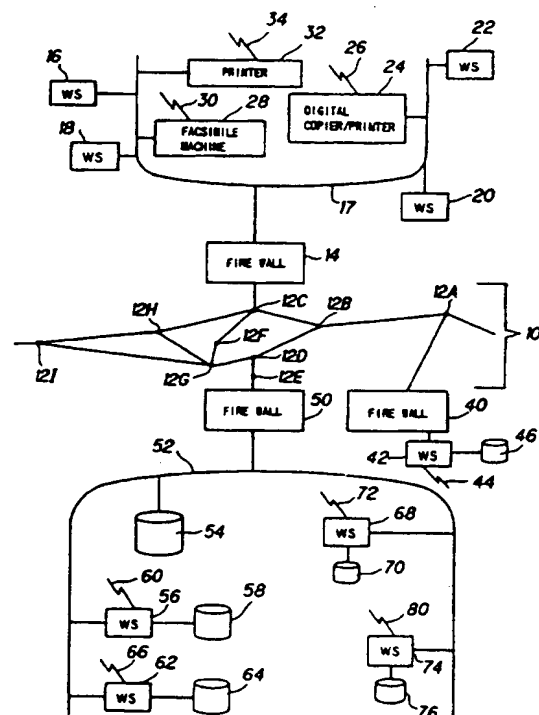 34
32
26
24
22
16
PRINTER
WS
WS
30
28
18
FACSIMILE
MACHINE
DIGITAL
COPIER/PRINTER
WS
WS
20
17
FIRE WALL
14
12C
12B
12A
12H
12F
12D
10
12I
12G
12E
FIRE WALL
50
FIRE WALL
40
52
42
WS
46
44
72
68
WS
54
70
60
56
58
WS
80
WS
74
66
62
64
WS
76